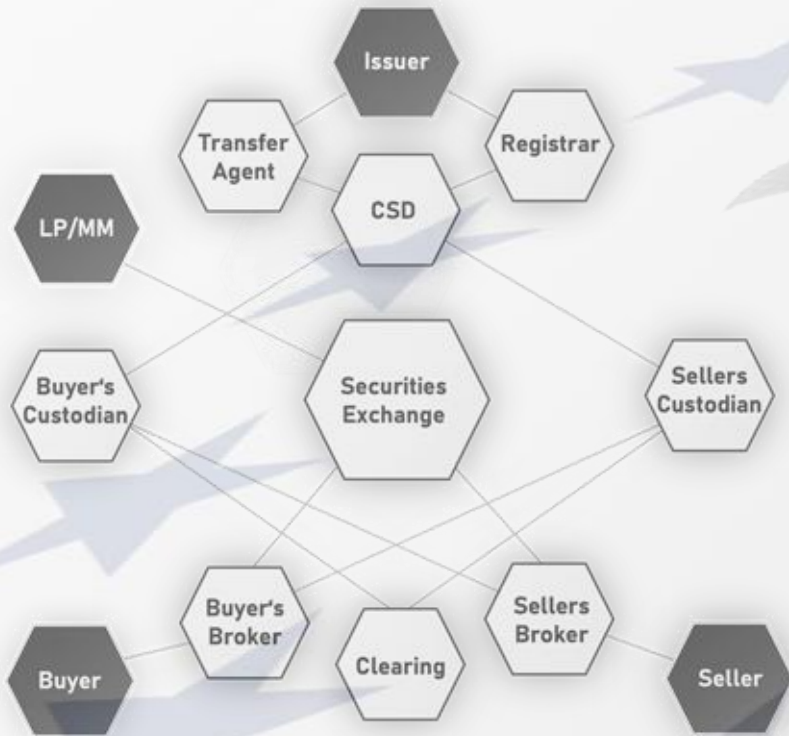 Issuer
Transfer
Agent
Registrar
CSD
LP/MM
Buyer's
Custodian
Securities
Exchange
Sellers
Custodian
Buyer's
Broker
Sellers
Broker
Clearing
Buyer
Seller